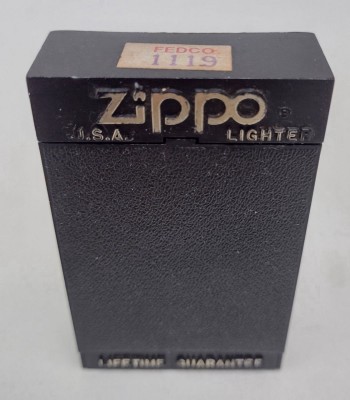 FEDCO
1119
Zippo®
U.S.A. LIGHTER
LIFETIME GUARANTEE